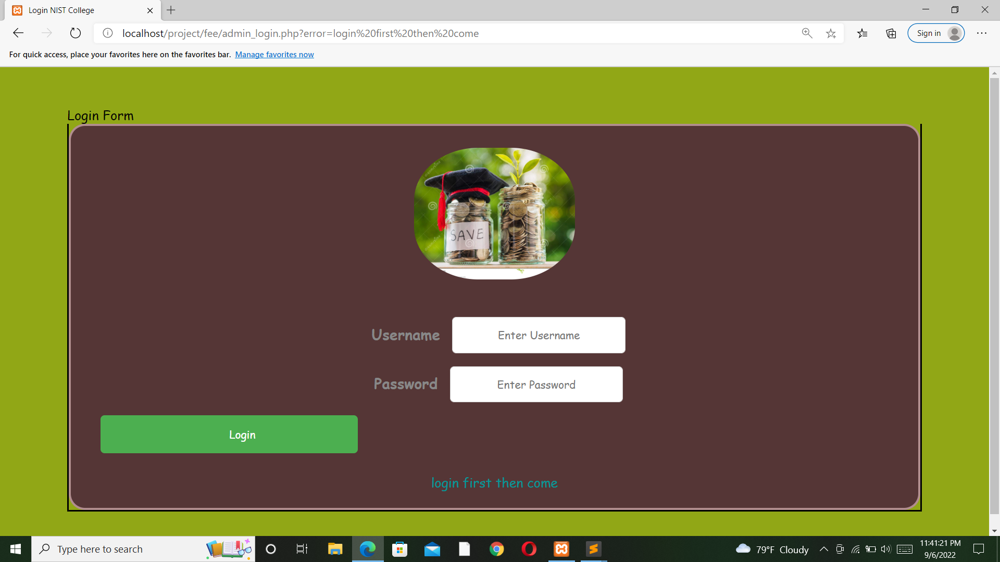 Login NIST College
localhost/project/fee/admin_login.php?error=login%20first%20then%20come
Sign in
For quick access, place your favorites here on the favorites bar. Manage favorites now
Login Form
SAVE
Username Enter Username
Password Enter Password
Login
login first then come
Type here to search
79°F Cloudy
11:41:21 PM
9/6/2022